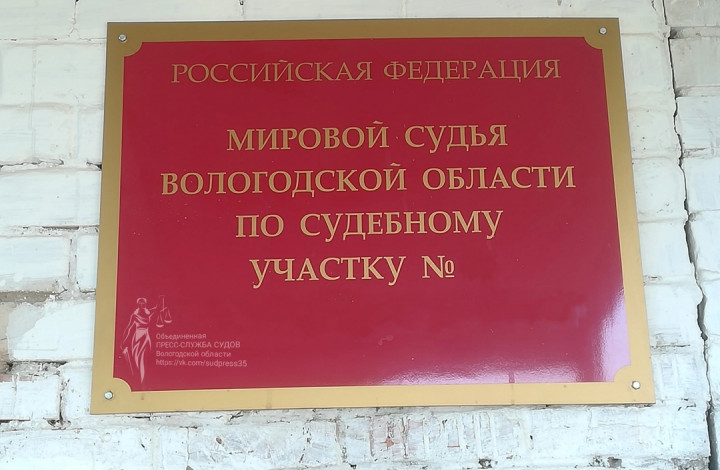 РОССИЙСКАЯ ФЕДЕРАЦИЯ
МИРОВОЙ СУДЬЯ
ВОЛОГОДСКОЙ ОБЛАСТИ
ПО СУДЕБНОМУ
УЧАСТКУ №
Объединенная
ПРЕСС-СЛУЖБА СУДОВ
Вологодской области
https://vk.com/sudpress35